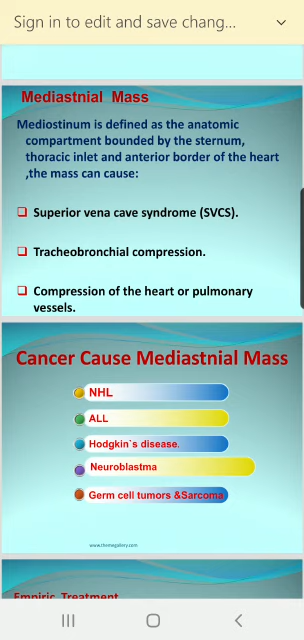 Sign in to edit and save chang...
Mediastnial Mass
Mediostinum is defined as the anatomic
compartment bounded by the sternum,
thoracic inlet and anterior border of the heart
,the mass can cause:
Superior vena cave syndrome (SVCS).
Tracheobronchial compression.
Compression of the heart or pulmonary
vessels.
Cancer Cause Mediastnial Mass
NHL
ALL
Hodgkin`s disease.
Neuroblastma
Germ cell tumors &Sarcoma
www.themegallery.com
Empiric Treatment